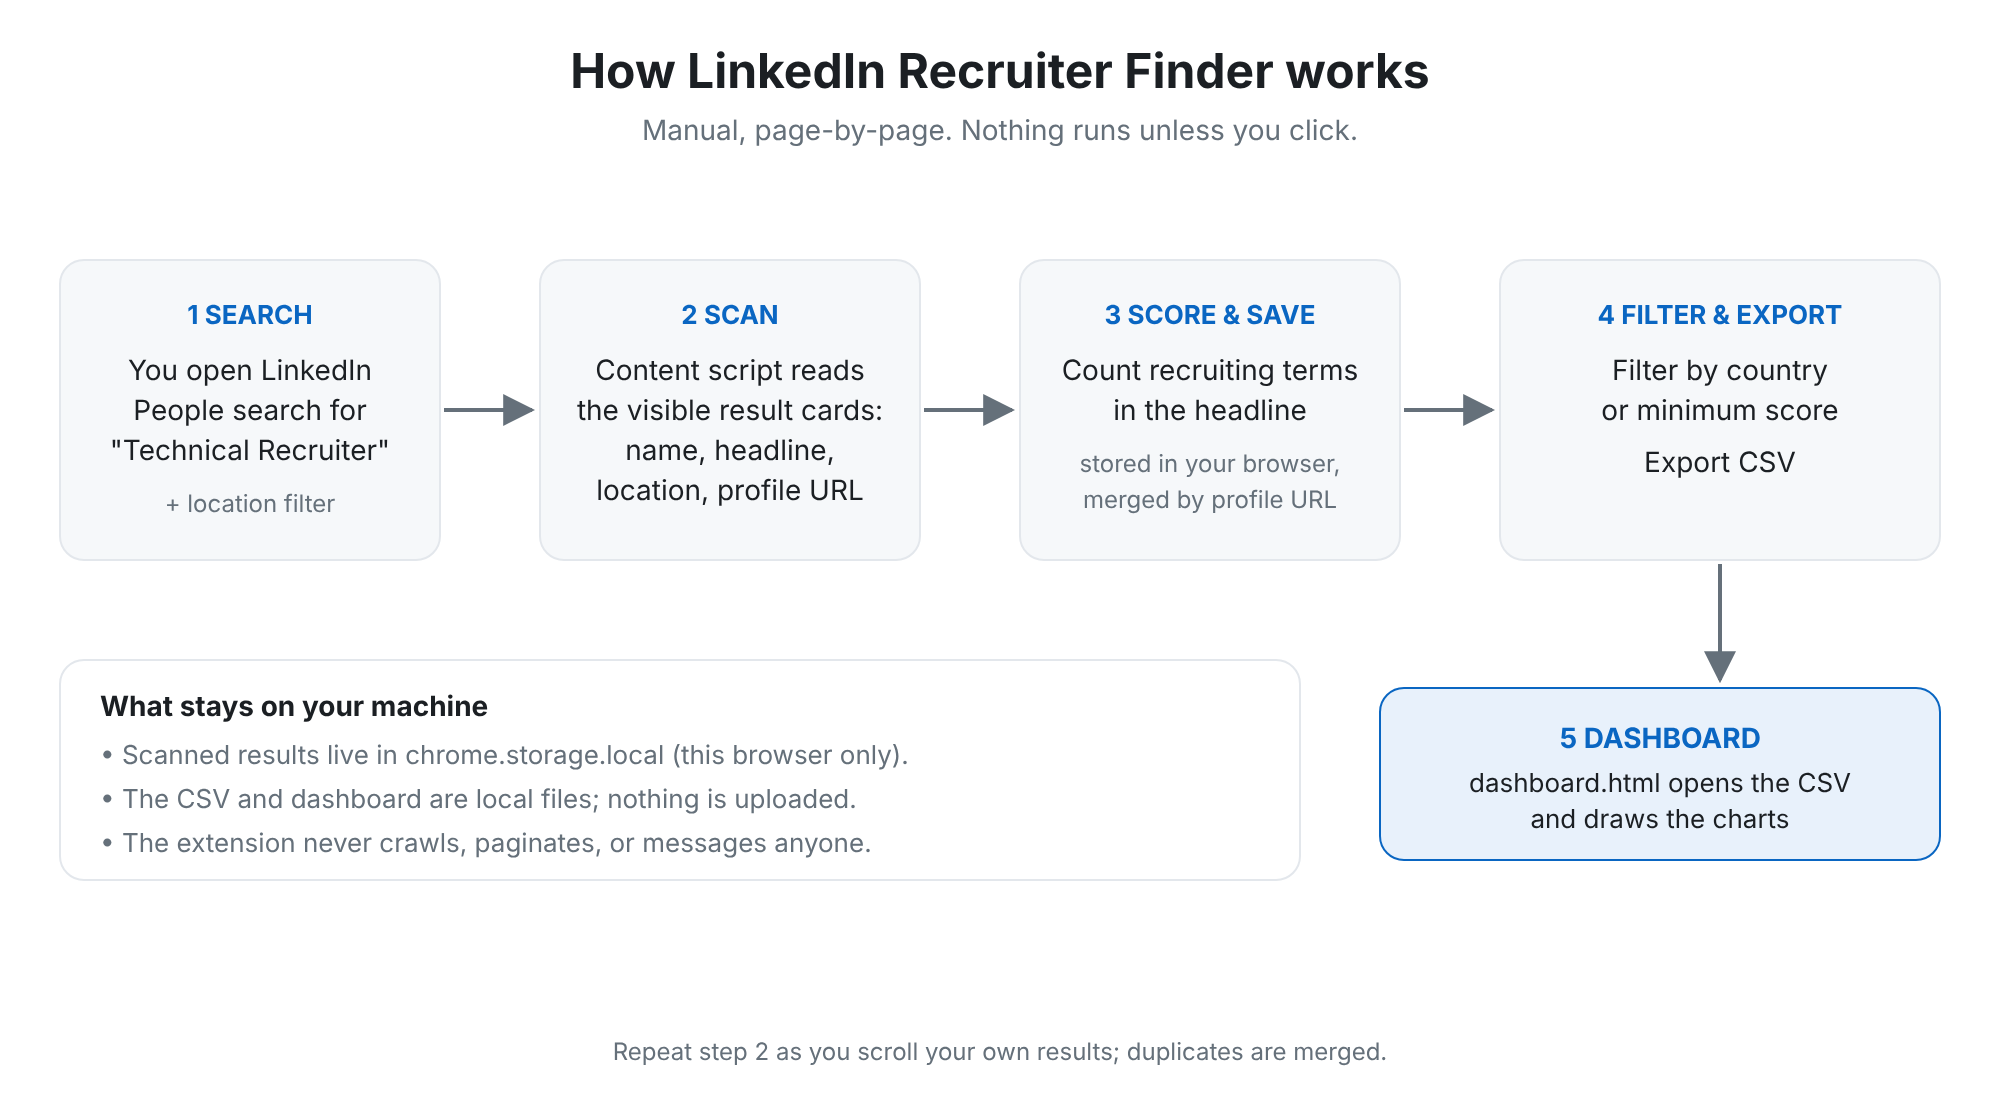 How LinkedIn Recruiter Finder works
Manual, page-by-page. Nothing runs unless you click.
1 SEARCH
You open LinkedIn
People search for
"Technical Recruiter"
+ location filter
2 SCAN
Content script reads
the visible result cards:
name, headline,
location, profile URL
3 SCORE & SAVE
Count recruiting terms
in the headline
stored in your browser,
merged by profile URL
4 FILTER & EXPORT
Filter by country
or minimum score
Export CSV
What stays on your machine
• Scanned results live in chrome.storage.local (this browser only).
• The CSV and dashboard are local files; nothing is uploaded.
• The extension never crawls, paginates, or messages anyone.
5 DASHBOARD
dashboard.html opens the CSV
and draws the charts
Repeat step 2 as you scroll your own results; duplicates are merged.